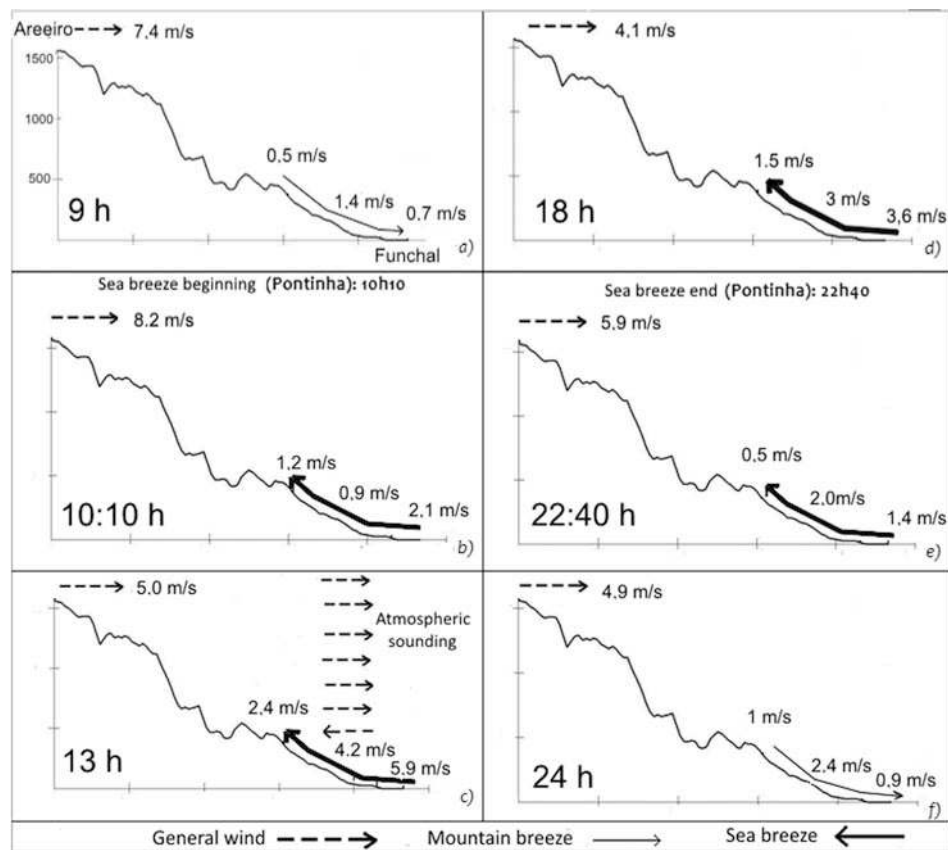 Areeiro 7.4 m/s
1500
1000
500
0.5 m/s
1.4 m/s
0.7 m/s
9 h
Funchal
a)
4.1 m/s
1.5 m/s
3 m/s
3,6 m/s
18 h
d)
Sea breeze beginning (Pontinha): 10h10
8.2 m/s
1,2 m/s
0,9 m/s
2.1 m/s
10:10 h
b)
Sea breeze end (Pontinha): 22h40
5.9 m/s
0,5 m/s
2.0m/s
1.4 m/s
22:40 h
e)
5.0 m/s
Atmospheric
sounding
2,4 m/s
4.2 m/s
5.9 m/s
13 h
c)
4.9 m/s
1 m/s
2.4 m/s
0.9 m/s
24 h
f)
General wind Mountain breeze Sea breeze